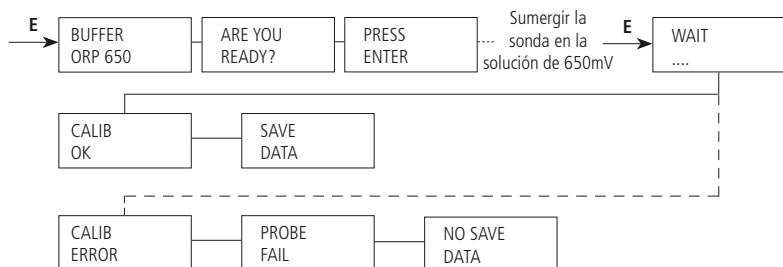 E
BUFFER
ORP 650
ARE YOU
READY?
PRESS
ENTER
Sumergir la
sonda en la
solución de 650mV
E
WAIT
....
CALIB
OK
SAVE
DATA
CALIB
ERROR
PROBE
FAIL
NO SAVE
DATA